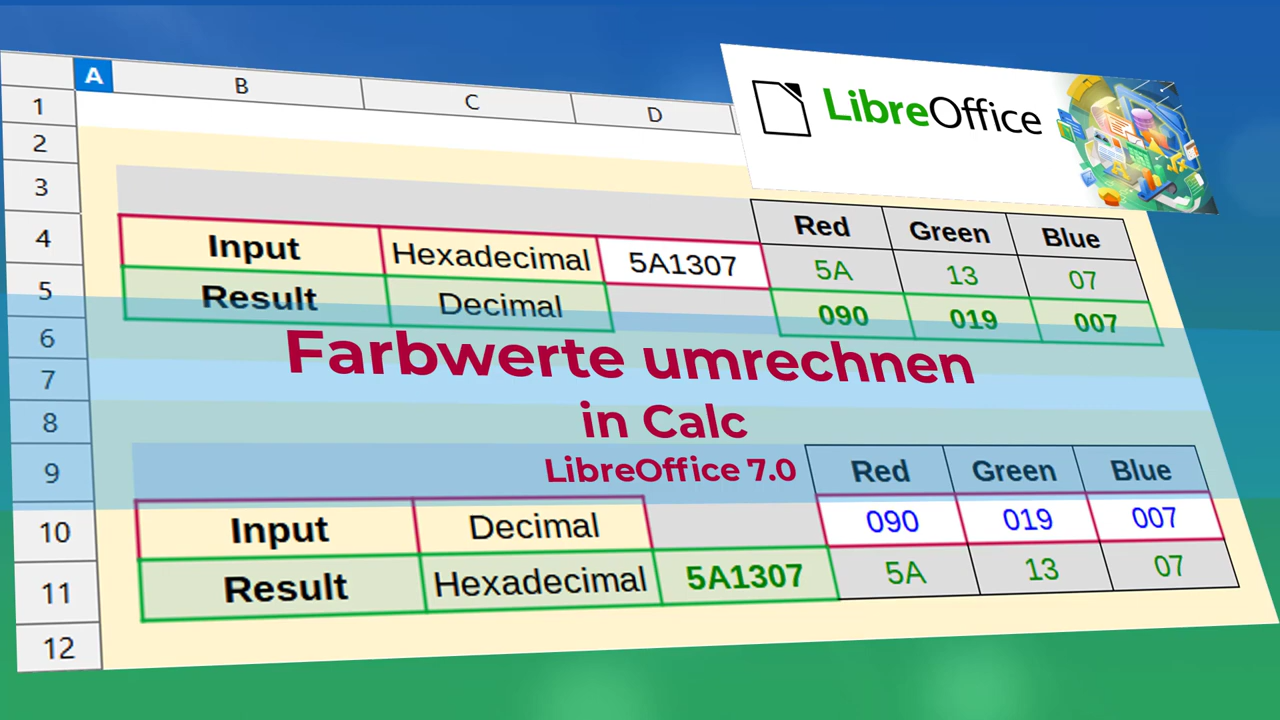 A B C D
LibreOffice
1
2
3
Red Green Blue
4 Input Hexadecimal 5A1307 5A 13 07
5 Result Decimal 090 019 007
6
Farbwerte umrechnen
7
8
in Calc
9
LibreOffice 7.0
Red Green Blue
10 Input Decimal 090 019 007
11 Result Hexadecimal 5A1307 5A 13 07
12